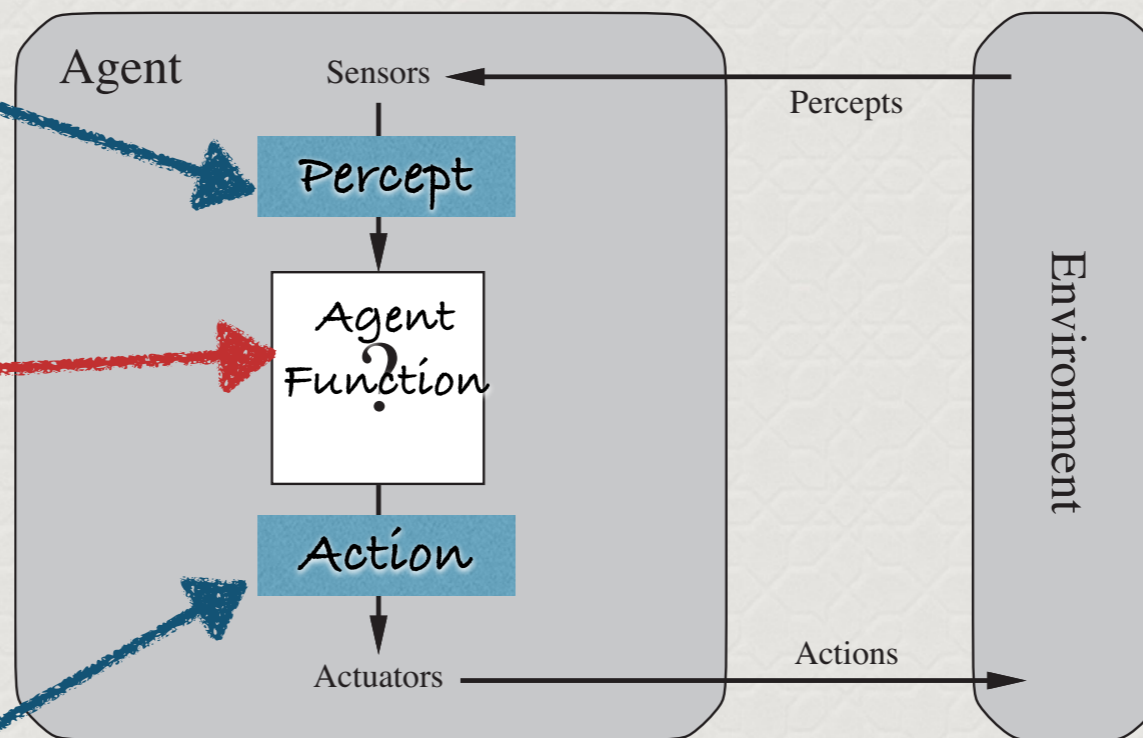 Agent
Sensors
Percepts
Percept
Agent
?
Function
Environment
Action
Actions
Actuators